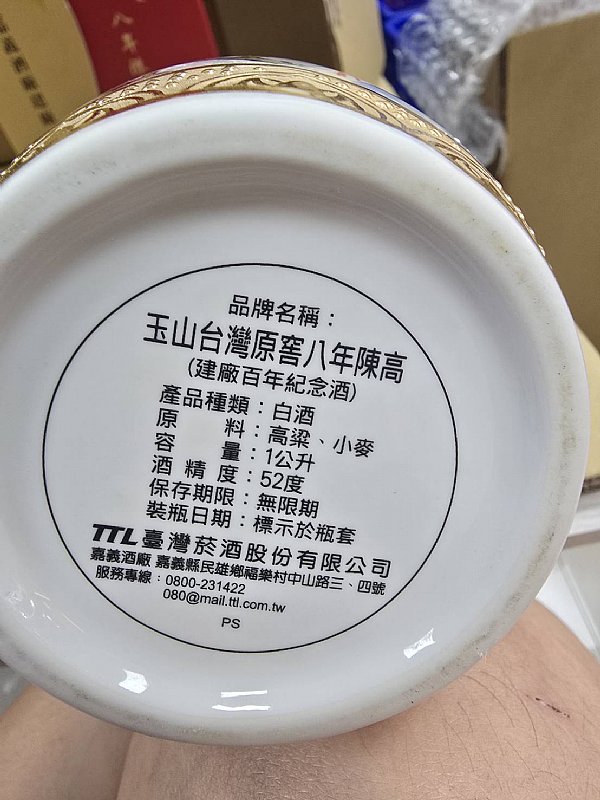 八年陳
品牌名稱：
玉山台灣原窖八年陳高
(建廠百年紀念酒)
產品種類：白酒
原料：高粱、小麥
容量：1公升
酒精度：52度
保存期限：無限期
裝瓶日期：標示於瓶套
TTL臺灣菸酒股份有限公司
嘉義酒廠 嘉義縣民雄鄉福樂村中山路三、四號
服務專線：0800-231422
080@mail.ttl.com.tw
PS